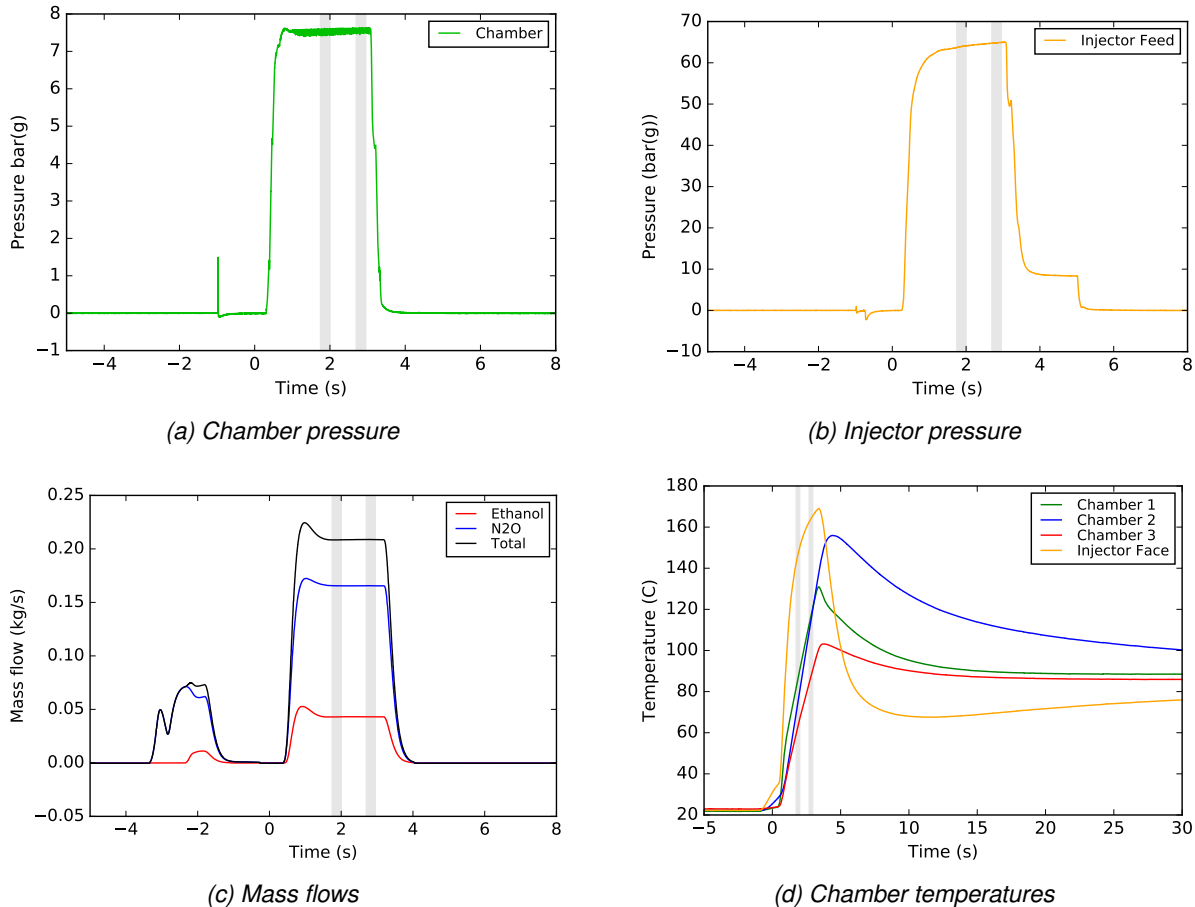 8
7
6
5
4
3
2
1
0
−1
Pressure bar(g)
Chamber
−4 −2 0 2 4 6 8
Time (s)
(a) Chamber pressure
70
60
50
40
30
20
10
0
−10
Pressure (bar(g))
Injector Feed
−4 −2 0 2 4 6 8
Time (s)
(b) Injector pressure
0.25
0.20
0.15
0.10
0.05
0.00
−0.05
Mass flow (kg/s)
Ethanol
N2O
Total
−4 −2 0 2 4 6 8
Time (s)
(c) Mass flows
180
160
140
120
100
80
60
40
20
Temperature (C)
Chamber 1
Chamber 2
Chamber 3
Injector Face
−5 0 5 10 15 20 25 30
Time (s)
(d) Chamber temperatures